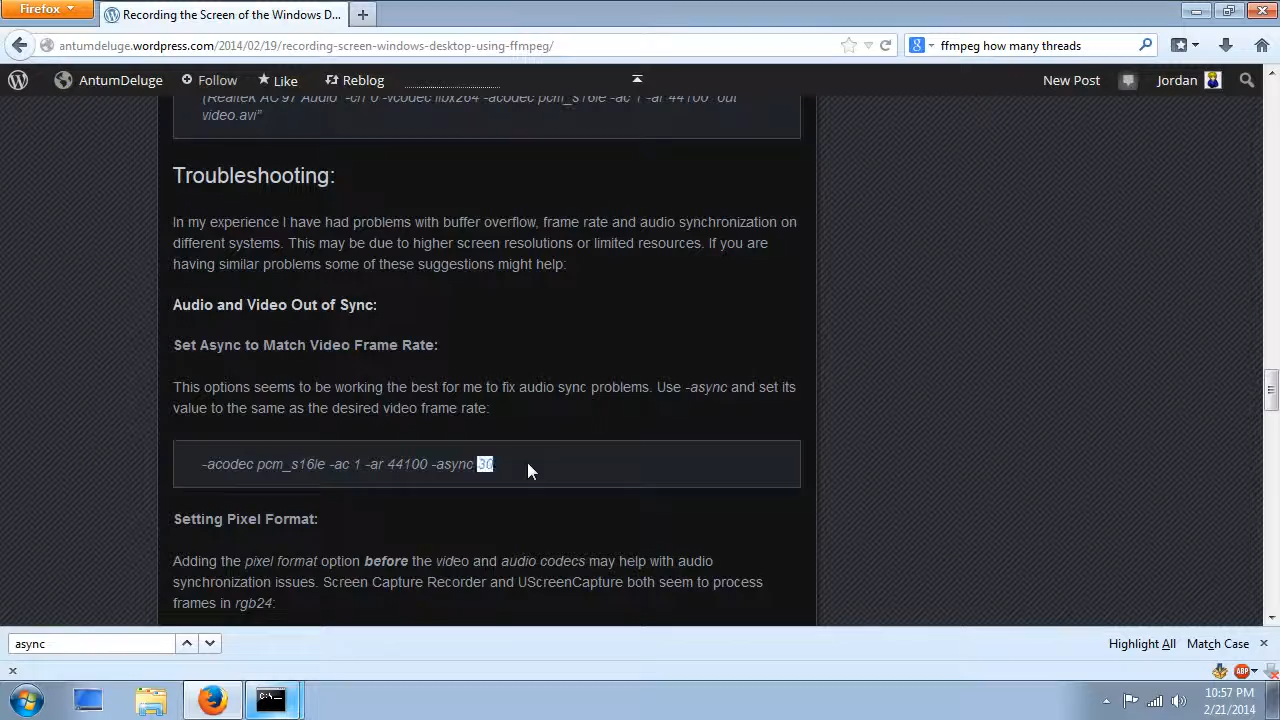 Firefox
Recording the Screen of the Windows D...
antumdeluge.wordpress.com/2014/02/19/recording-screen-windows-desktop-using-ffmpeg/
ffmpeg how many threads
AntumDeluge
Follow
Like
Reblog
New Post
Jordan
(Realtek AC'97 Audio" -crf 0 -vcodec libx264 -acodec pcm_s16le -ac 1 -ar 44100 "out
video.avi"
Troubleshooting:
In my experience I have had problems with buffer overflow, frame rate and audio synchronization on
different systems. This may be due to higher screen resolutions or limited resources. If you are
having similar problems some of these suggestions might help:
Audio and Video Out of Sync:
Set Async to Match Video Frame Rate:
This options seems to be working the best for me to fix audio sync problems. Use -async and set its
value to the same as the desired video frame rate:
-acodec pcm_s16le -ac 1 -ar 44100 -async 30
Setting Pixel Format:
Adding the pixel format option before the video and audio codecs may help with audio
synchronization issues. Screen Capture Recorder and UScreenCapture both seem to process
frames in rgb24:
async
Highlight All
Match Case
ABP
C:\
10:57 PM
2/21/2014